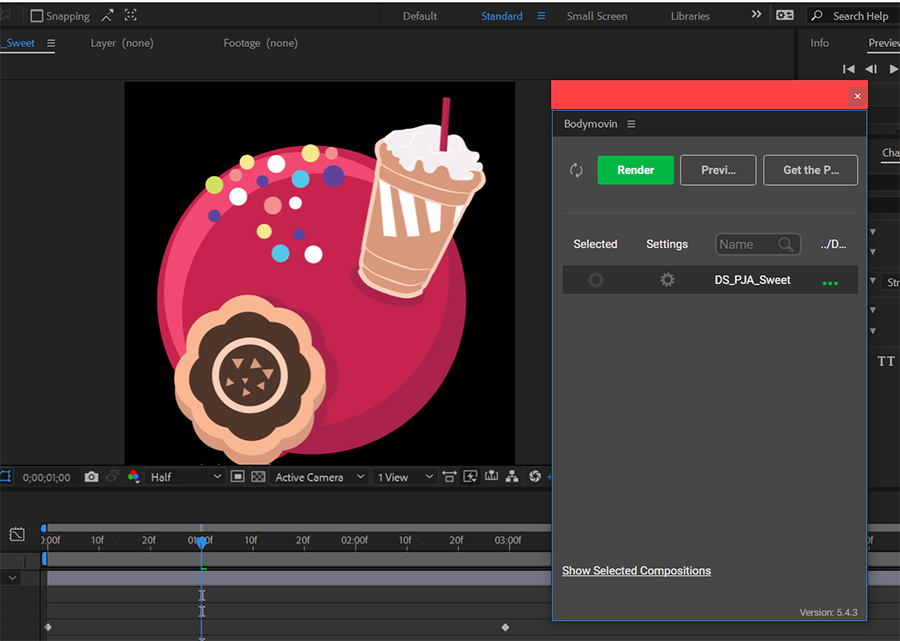 Snapping Default Standard Small Screen Libraries >> Search Help
_Sweet Layer (none) Footage (none) Info Preview
Bodymovin
Render Previ... Get the P...
Cha
Selected Settings Name ../D...
DS_PJA_Sweet ...
Str
TT
0;00;01;00 Half Active Camera 1 View
0:00f 10f 20f 01:00f 10f 20f 02:00f 10f 20f 03:00f
Show Selected Compositions
Version: 5.4.3